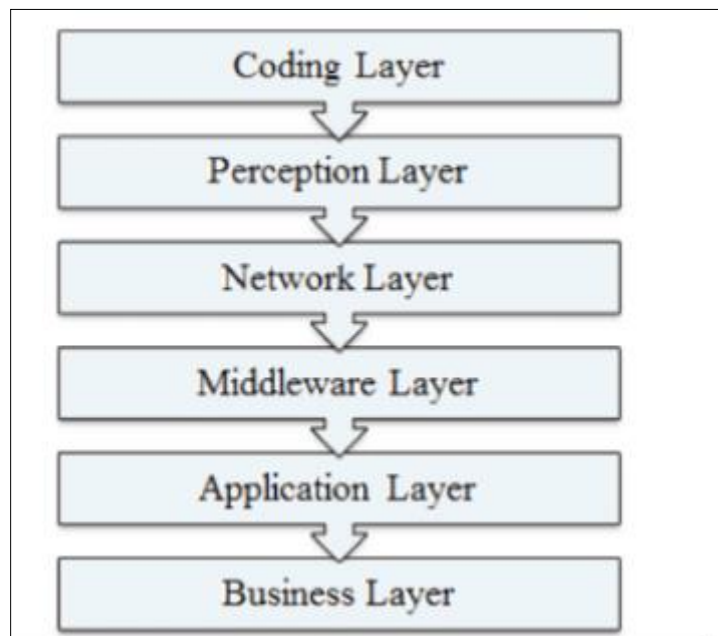 Coding Layer
Perception Layer
Network Layer
Middleware Layer
Application Layer
Business Layer